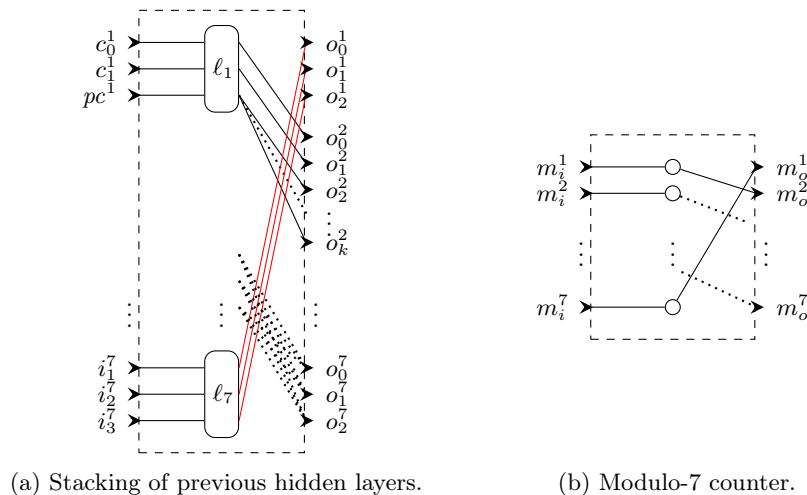 c_0^1 o_0^1
c_1^1 ℓ_1 o_1^1
pc^1 o_2^1
o_0^2
o_1^2
o_2^2
⋮
o_k^2
⋮ ⋮ ⋮
i_1^7 o_0^7
i_2^7 ℓ_7 o_1^7
i_3^7 o_2^7
(a) Stacking of previous hidden layers.
m_i^1 m_o^1
m_i^2 m_o^2
⋮ ⋮ ⋮
m_i^7 m_o^7
(b) Modulo-7 counter.